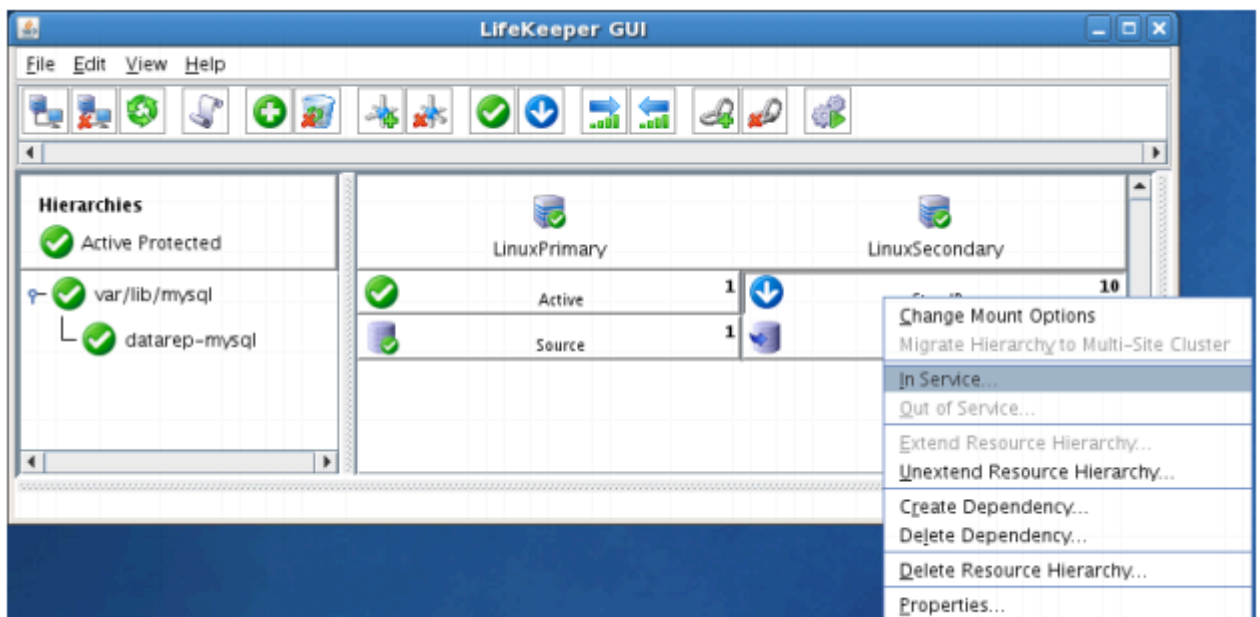 LifeKeeper GUI
File Edit View Help
Hierarchies
Active Protected
LinuxPrimary
LinuxSecondary
var/lib/mysql
Active 1
10
datarep-mysql
Source 1
Change Mount Options
Migrate Hierarchy to Multi-Site Cluster
In Service...
Out of Service...
Extend Resource Hierarchy...
Unextend Resource Hierarchy...
Create Dependency...
Delete Dependency...
Delete Resource Hierarchy...
Properties...